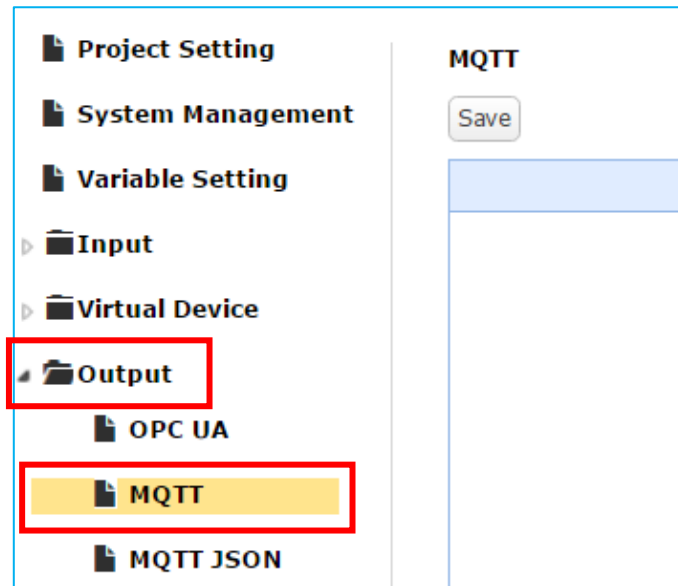 Project Setting
System Management
Variable Setting
Input
Virtual Device
Output
OPC UA
MQTT
MQTT JSON
MQTT
Save